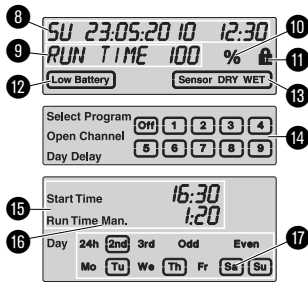 8 SU 23:05:2010 12:30 10
9 RUN TIME 100 % 11
12 Low Battery Sensor DRY WET 13
Select Program Off 1 2 3 4
Open Channel 14
Day Delay 5 6 7 8 9
15 Start Time 16:30
16 Run Time Man. 1:20 17
Day 24h 2nd 3rd Odd Even
Mo Tu We Th Fr Sa Su